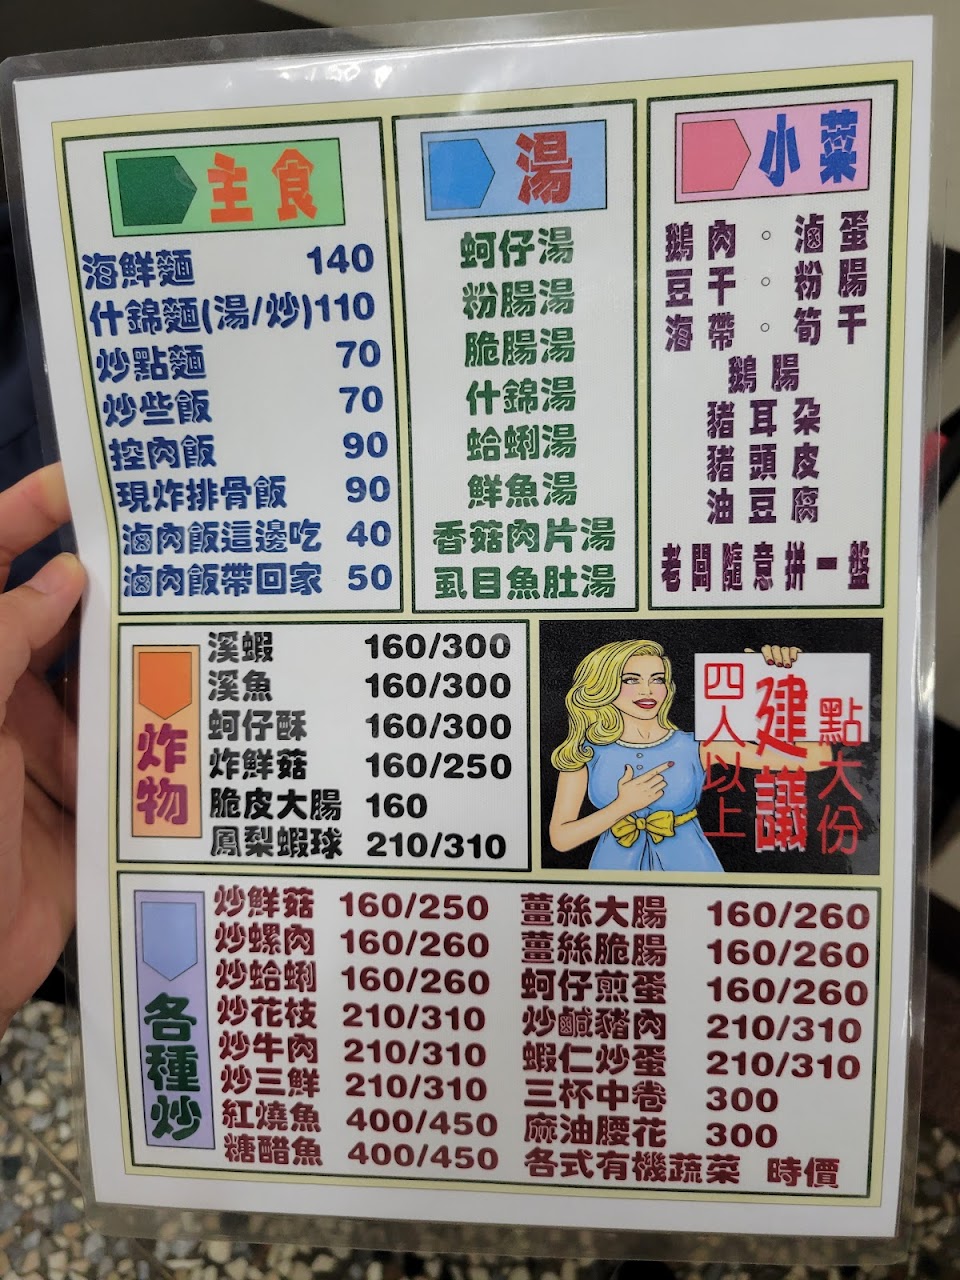 主食
海鮮麵 140
什錦麵(湯/炒)110
炒點麵 70
炒些飯 70
控肉飯 90
現炸排骨飯 90
滷肉飯這邊吃 40
滷肉飯帶回家 50
湯
蚵仔湯
粉腸湯
脆腸湯
什錦湯
蛤蜊湯
鮮魚湯
香菇肉片湯
虱目魚肚湯
小菜
鵝肉。滷蛋
豆干。粉腸
海帶。筍干
鵝腸
豬耳朵
豬頭皮
油豆腐
老闆隨意拼一盤
炸物
溪蝦 160/300
溪魚 160/300
蚵仔酥 160/300
炸鮮菇 160/250
脆皮大腸 160
鳳梨蝦球 210/310
四人以上
建議
點大份
各種炒
炒鮮菇 160/250
炒螺肉 160/260
炒蛤蜊 160/260
炒花枝 210/310
炒牛肉 210/310
炒三鮮 210/310
紅燒魚 400/450
糖醋魚 400/450
薑絲大腸 160/260
薑絲脆腸 160/260
蚵仔煎蛋 160/260
炒鹹豬肉 210/310
蝦仁炒蛋 210/310
三杯中卷 300
麻油腰花 300
各式有機蔬菜 時價